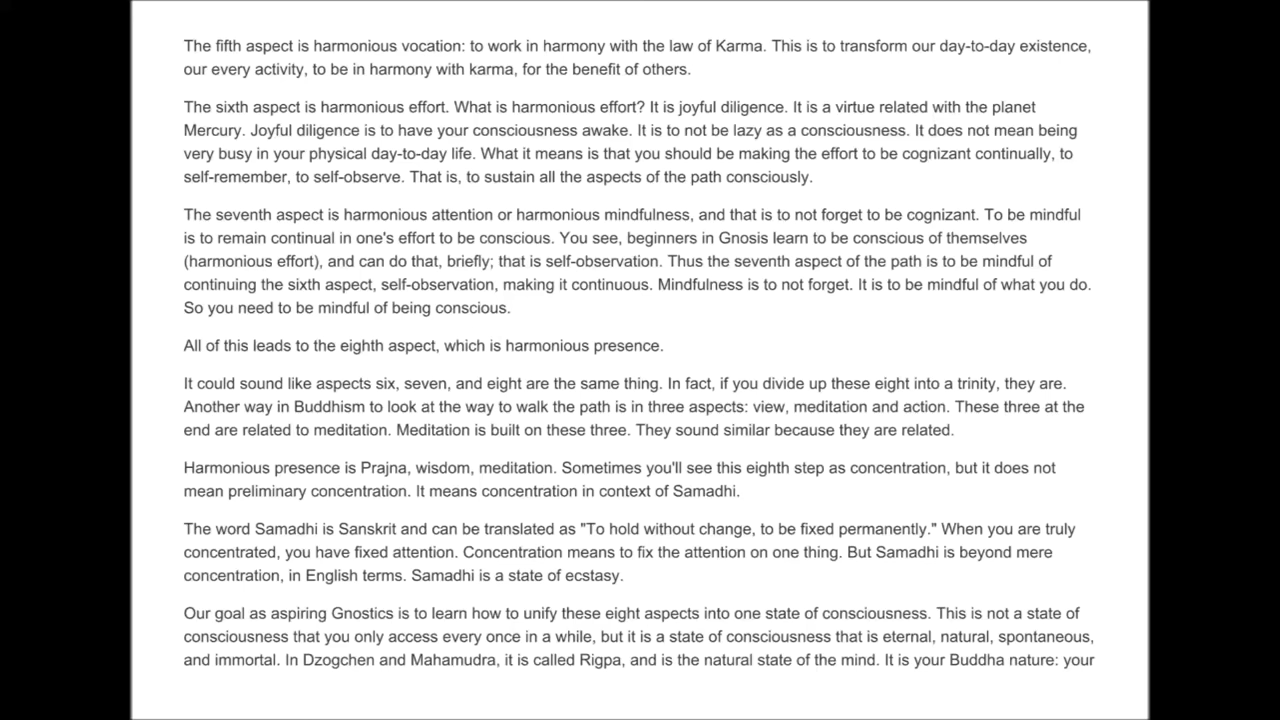 The fifth aspect is harmonious vocation: to work in harmony with the law of Karma. This is to transform our day-to-day existence,
our every activity, to be in harmony with karma, for the benefit of others.
The sixth aspect is harmonious effort. What is harmonious effort? It is joyful diligence. It is a virtue related with the planet
Mercury. Joyful diligence is to have your consciousness awake. It is to not be lazy as a consciousness. It does not mean being
very busy in your physical day-to-day life. What it means is that you should be making the effort to be cognizant continually, to
self-remember, to self-observe. That is, to sustain all the aspects of the path consciously.
The seventh aspect is harmonious attention or harmonious mindfulness, and that is to not forget to be cognizant. To be mindful
is to remain continual in one's effort to be conscious. You see, beginners in Gnosis learn to be conscious of themselves
(harmonious effort), and can do that, briefly; that is self-observation. Thus the seventh aspect of the path is to be mindful of
continuing the sixth aspect, self-observation, making it continuous. Mindfulness is to not forget. It is to be mindful of what you do.
So you need to be mindful of being conscious.
All of this leads to the eighth aspect, which is harmonious presence.
It could sound like aspects six, seven, and eight are the same thing. In fact, if you divide up these eight into a trinity, they are.
Another way in Buddhism to look at the way to walk the path is in three aspects: view, meditation and action. These three at the
end are related to meditation. Meditation is built on these three. They sound similar because they are related.
Harmonious presence is Prajna, wisdom, meditation. Sometimes you'll see this eighth step as concentration, but it does not
mean preliminary concentration. It means concentration in context of Samadhi.
The word Samadhi is Sanskrit and can be translated as "To hold without change, to be fixed permanently." When you are truly
concentrated, you have fixed attention. Concentration means to fix the attention on one thing. But Samadhi is beyond mere
concentration, in English terms. Samadhi is a state of ecstasy.
Our goal as aspiring Gnostics is to learn how to unify these eight aspects into one state of consciousness. This is not a state of
consciousness that you only access every once in a while, but it is a state of consciousness that is eternal, natural, spontaneous,
and immortal. In Dzogchen and Mahamudra, it is called Rigpa, and is the natural state of the mind. It is your Buddha nature: your